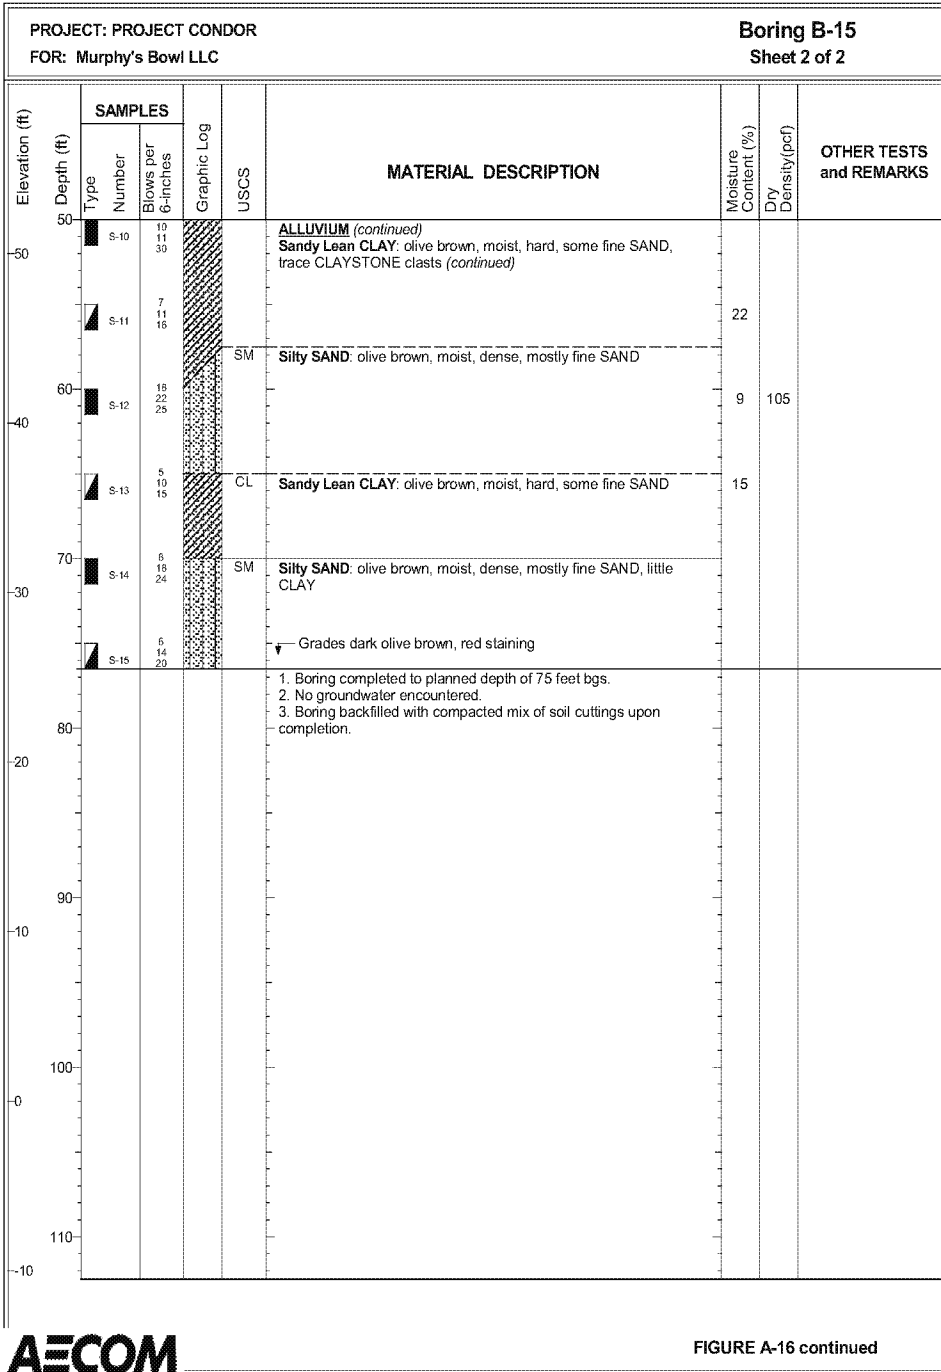 PROJECT: PROJECT CONDOR
FOR: Murphy's Bowl LLC
Boring B-15
Sheet 2 of 2
Elevation (ft)
Depth (ft)
SAMPLES
Type
Number
Blows per 6-inches
Graphic Log
USCS
MATERIAL DESCRIPTION
Moisture Content (%)
Dry Density(pcf)
OTHER TESTS and REMARKS
50
S-10
10
11
30
ALLUVIUM (continued)
Sandy Lean CLAY: olive brown, moist, hard, some fine SAND,
trace CLAYSTONE clasts (continued)
50
S-11
7
11
16
22
SM
Silty SAND: olive brown, moist, dense, mostly fine SAND
60
S-12
22
25
9
105
40
S-13
5
10
15
CL
Sandy Lean CLAY: olive brown, moist, hard, some fine SAND
15
70
S-14
24
SM
Silty SAND: olive brown, moist, dense, mostly fine SAND, little
CLAY
30
S-15
14
20
Grades dark olive brown, red staining
1. Boring completed to planned depth of 75 feet bgs.
2. No groundwater encountered.
3. Boring backfilled with compacted mix of soil cuttings upon
completion.
80
20
90
10
100
0
110
-10
AECOM
FIGURE A-16 continued